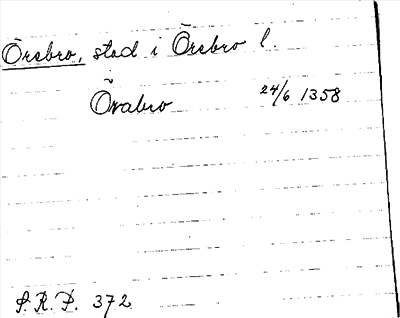 Örebro, stad i Örebro l.
Örabro 24/6 1358
S.R.P. 372